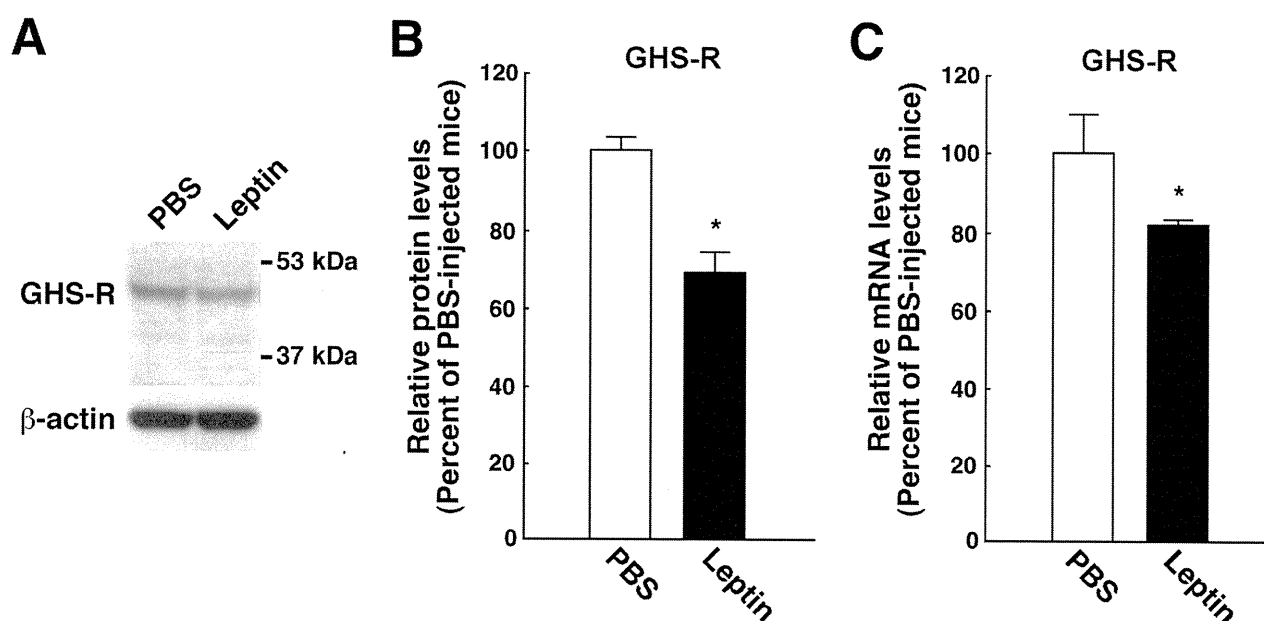 A
PBS
Leptin
GHS-R
53 kDa
37 kDa
β-actin
B
GHS-R
Relative protein levels
(Percent of PBS-injected mice)
120
100
80
60
40
20
0
*
PBS
Leptin
C
GHS-R
Relative mRNA levels
(Percent of PBS-injected mice)
120
100
80
60
40
20
0
*
PBS
Leptin